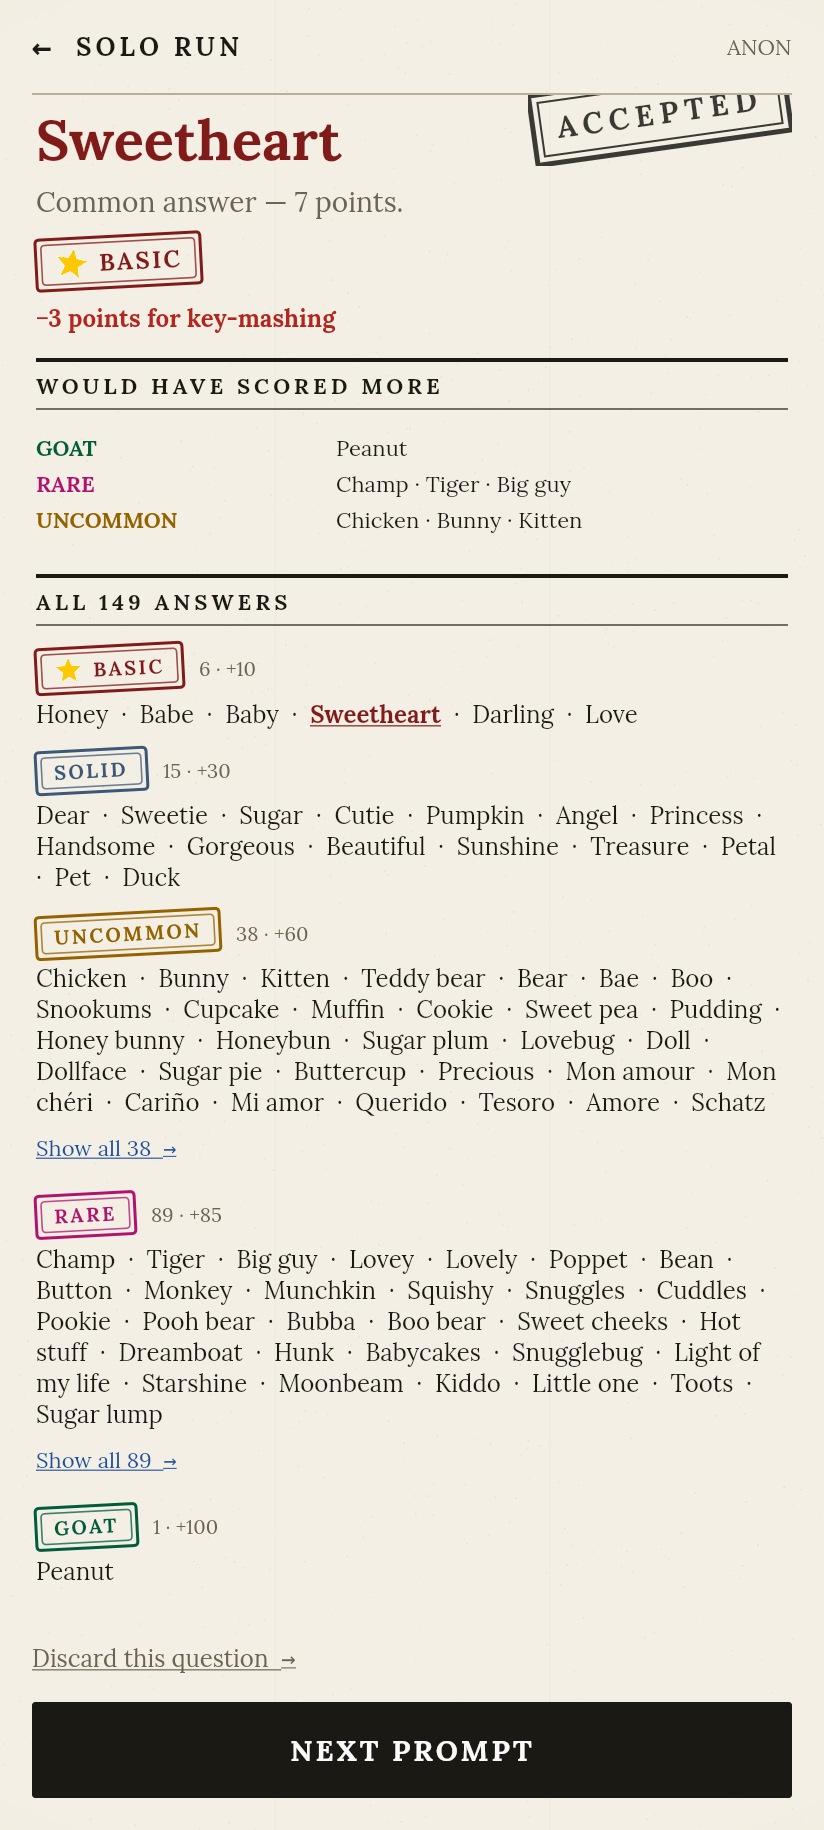 ← SOLO RUN
ANON
ACCEPTED
Sweetheart
Common answer — 7 points.
BASIC
−3 points for key-mashing
WOULD HAVE SCORED MORE
GOAT Peanut
RARE Champ · Tiger · Big guy
UNCOMMON Chicken · Bunny · Kitten
ALL 149 ANSWERS
BASIC 6 · +10
Honey · Babe · Baby · Sweetheart · Darling · Love
SOLID 15 · +30
Dear · Sweetie · Sugar · Cutie · Pumpkin · Angel · Princess ·
Handsome · Gorgeous · Beautiful · Sunshine · Treasure · Petal
· Pet · Duck
UNCOMMON 38 · +60
Chicken · Bunny · Kitten · Teddy bear · Bear · Bae · Boo ·
Snookums · Cupcake · Muffin · Cookie · Sweet pea · Pudding ·
Honey bunny · Honeybun · Sugar plum · Lovebug · Doll ·
Dollface · Sugar pie · Buttercup · Precious · Mon amour · Mon
chéri · Cariño · Mi amor · Querido · Tesoro · Amore · Schatz
Show all 38 →
RARE 89 · +85
Champ · Tiger · Big guy · Lovey · Lovely · Poppet · Bean ·
Button · Monkey · Munchkin · Squishy · Snuggles · Cuddles ·
Pookie · Pooh bear · Bubba · Boo bear · Sweet cheeks · Hot
stuff · Dreamboat · Hunk · Babycakes · Snugglebug · Light of
my life · Starshine · Moonbeam · Kiddo · Little one · Toots ·
Sugar lump
Show all 89 →
GOAT 1 · +100
Peanut
Discard this question →
NEXT PROMPT